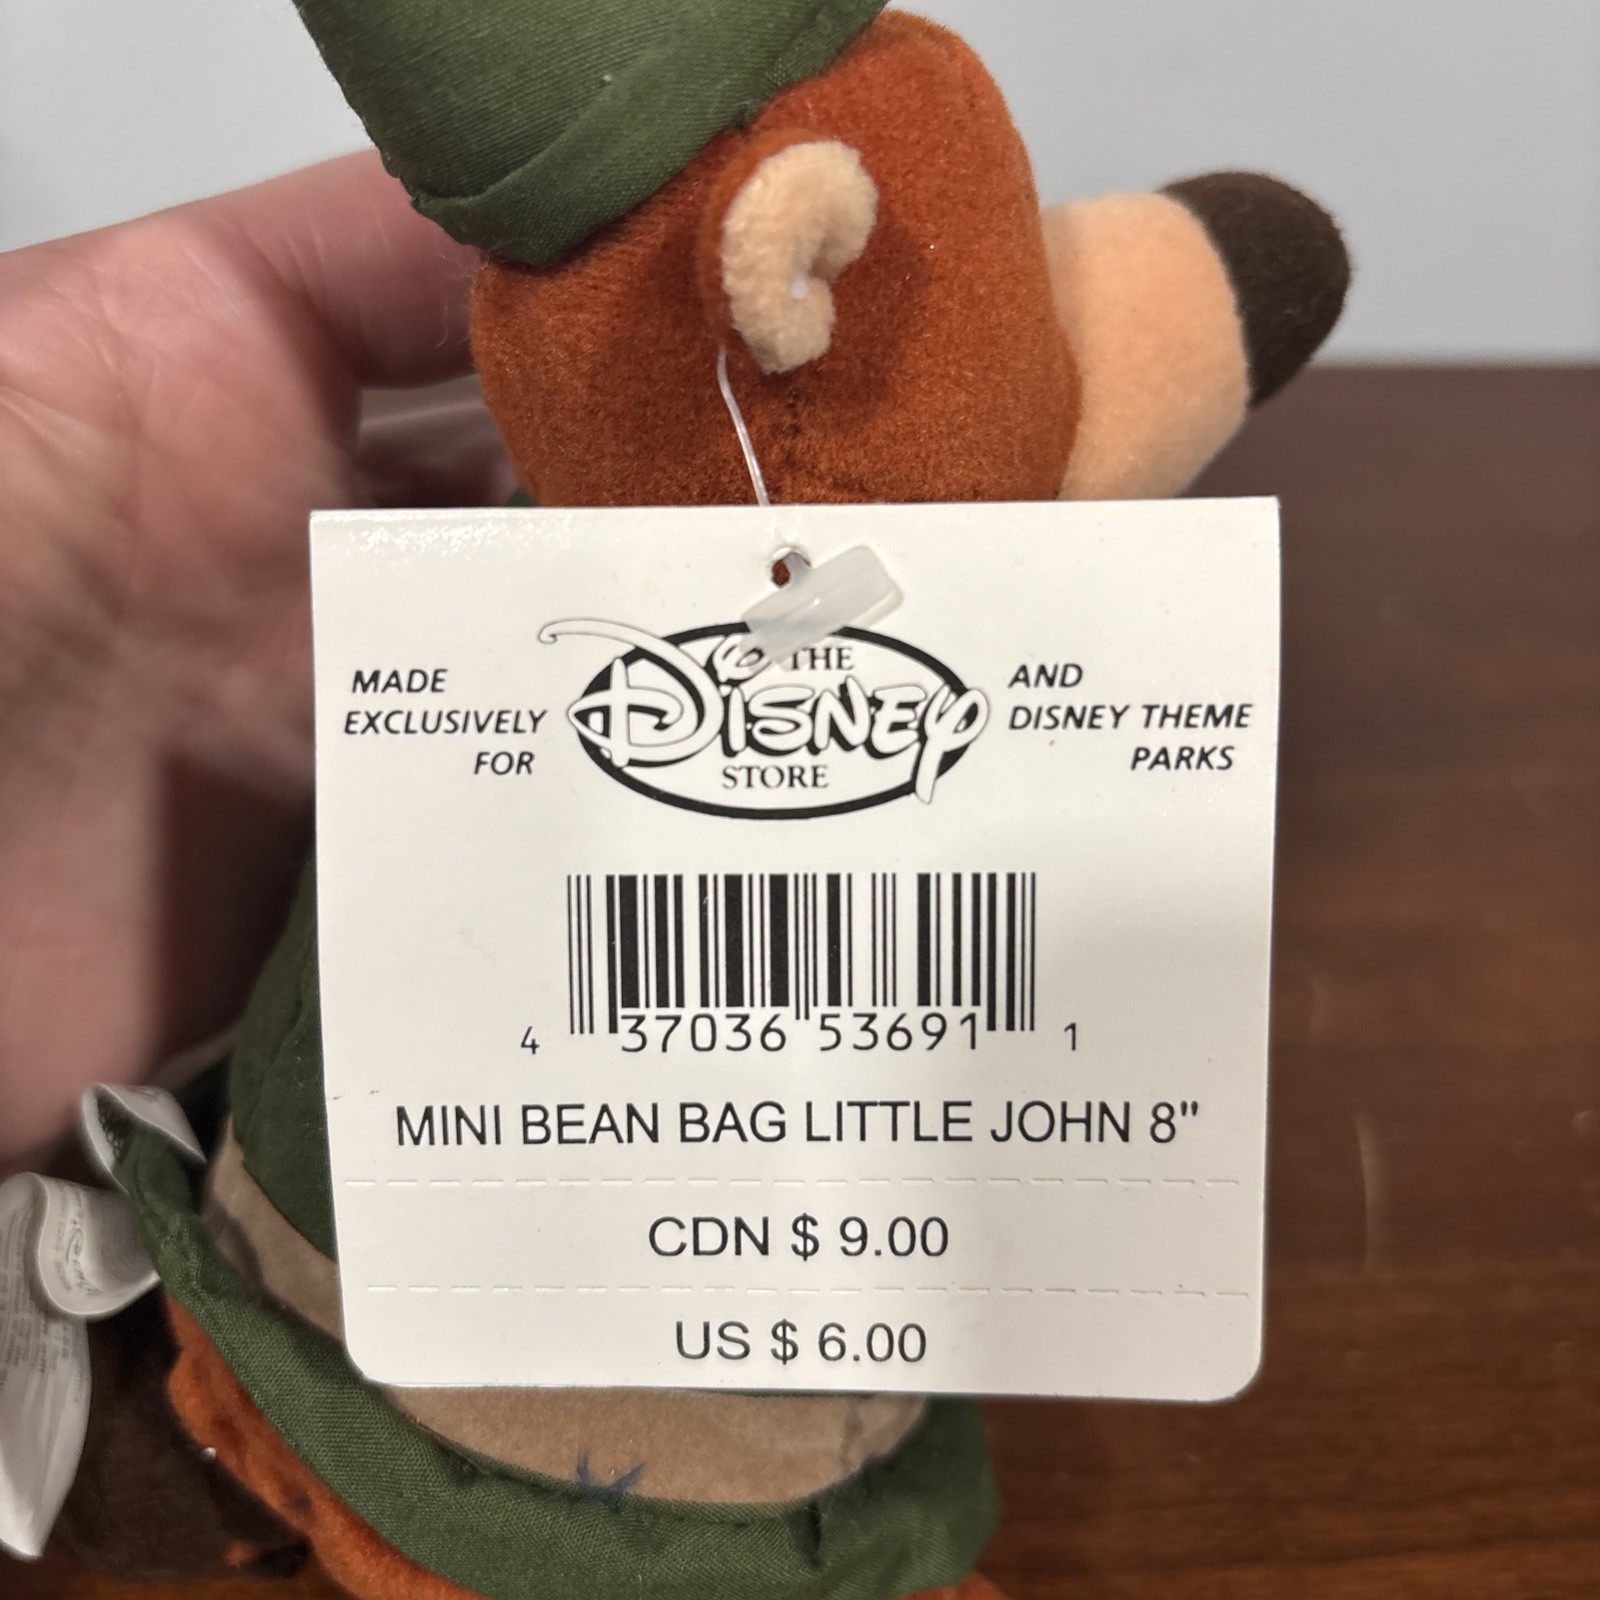 MADE
EXCLUSIVELY
FOR
THE
DISNEY
STORE
AND
DISNEY THEME
PARKS
4 37036 53691 1
MINI BEAN BAG LITTLE JOHN 8"
CDN $ 9.00
US $ 6.00